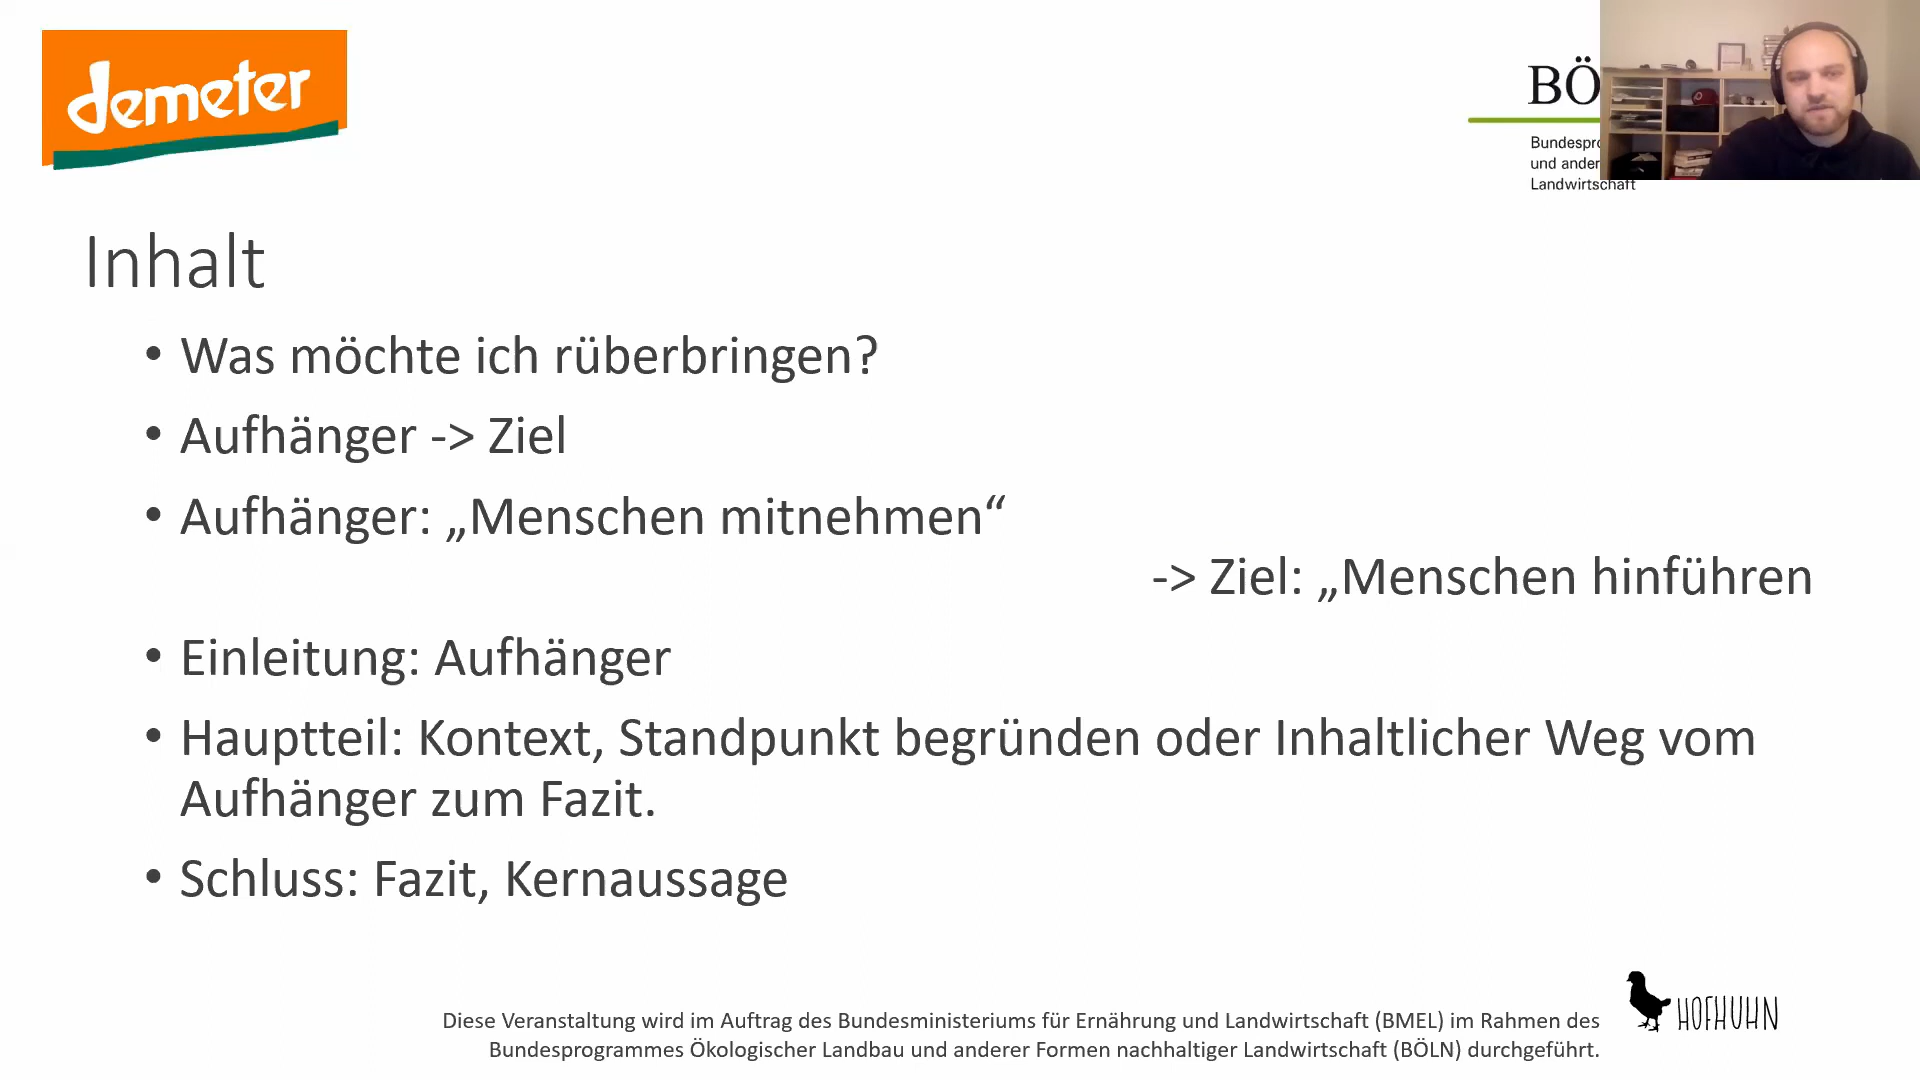 demeter
BÖ
Bundespro
und ander
Landwirtschaft
Inhalt
• Was möchte ich rüberbringen?
• Aufhänger -> Ziel
• Aufhänger: „Menschen mitnehmen“
-> Ziel: „Menschen hinführen
• Einleitung: Aufhänger
• Hauptteil: Kontext, Standpunkt begründen oder Inhaltlicher Weg vom
Aufhänger zum Fazit.
• Schluss: Fazit, Kernaussage
HOFHUHN
Diese Veranstaltung wird im Auftrag des Bundesministeriums für Ernährung und Landwirtschaft (BMEL) im Rahmen des
Bundesprogrammes Ökologischer Landbau und anderer Formen nachhaltiger Landwirtschaft (BÖLN) durchgeführt.